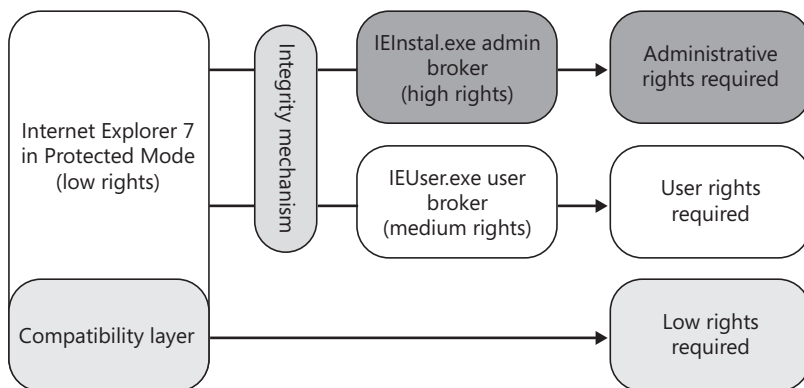 Internet Explorer 7
in Protected Mode
(low rights)
Compatibility layer
Integrity mechanism
IEInstal.exe admin
broker
(high rights)
Administrative
rights required
IEUser.exe user
broker
(medium rights)
User rights
required
Low rights
required